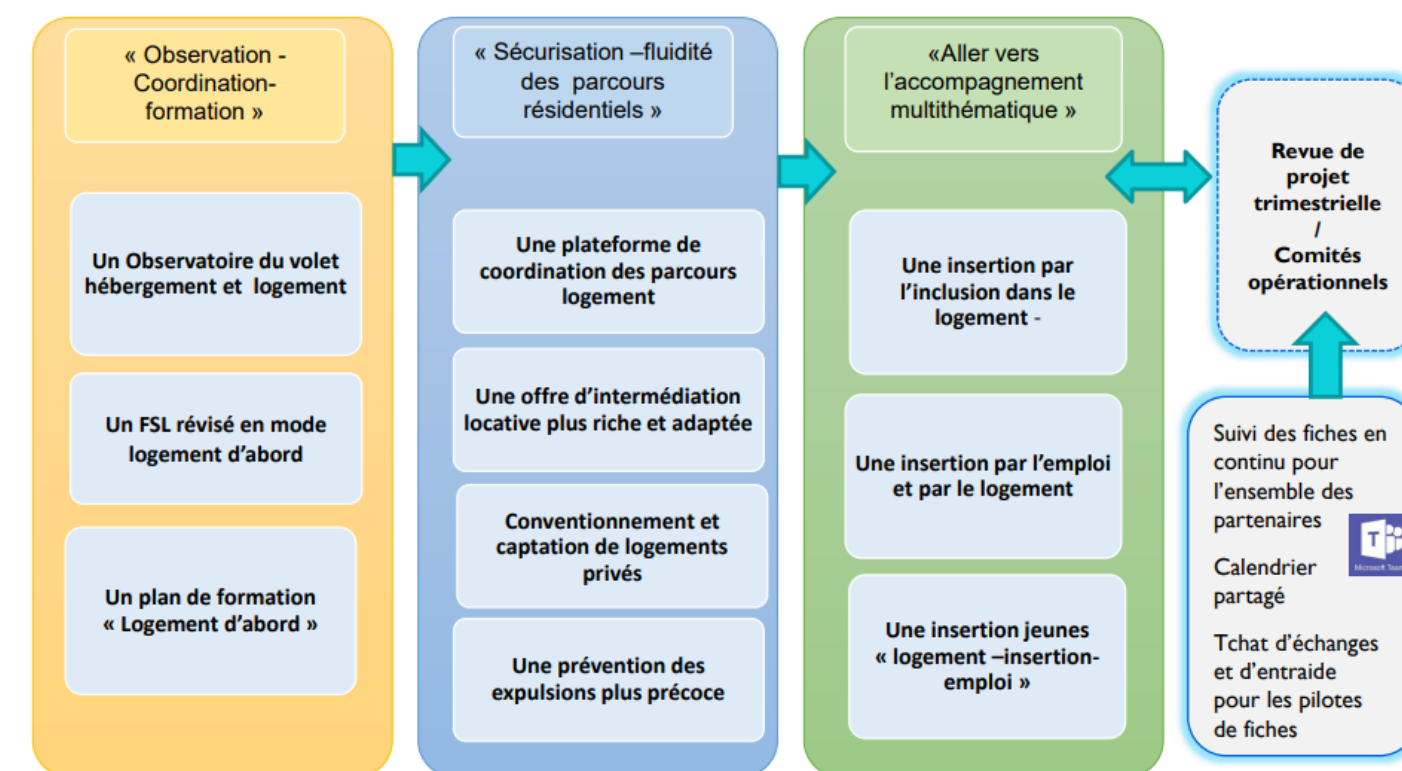 « Observation -
Coordination-
formation »
Un Observatoire du volet
hébergement et logement
Un FSL révisé en mode
logement d’abord
Un plan de formation
« Logement d’abord »
« Sécurisation –fluidité
des parcours
résidentiels »
Une plateforme de
coordination des parcours
logement
Une offre d’intermédiation
locative plus riche et adaptée
Conventionnement et
captation de logements
privés
Une prévention des
expulsions plus précoce
«Aller vers
l’accompagnement
multithématique »
Une insertion par
l’inclusion dans le
logement -
Une insertion par l’emploi
et par le logement
Une insertion jeunes
« logement –insertion-
emploi »
Revue de
projet
trimestrielle
/
Comités
opérationnels
Suivi des fiches en
continu pour
l’ensemble des
partenaires
T
Microsoft
Calendrier
partagé
Tchat d’échanges
et d’entraide
pour les pilotes
de fiches